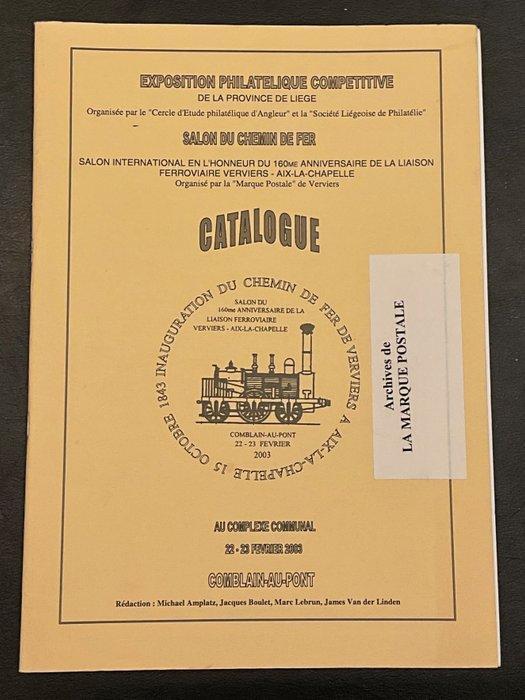 EXPOSITION PHILATELIQUE COMPETITIVE
DE LA PROVINCE DE LIEGE
Organisée par le "Cercle d'Etude philatélique d'Angleur" et la "Société Liégeoise de Philatélie"
SALON DU CHEMIN DE FER
SALON INTERNATIONAL EN L'HONNEUR DU 160ME ANNIVERSAIRE DE LA LIAISON
FERROVIAIRE VERVIERS - AIX-LA-CHAPELLE
Organisé par la "Marque Postale" de Verviers
CATALOGUE
15 OCTOBRE 1843 INAUGURATION DU CHEMIN DE FER DE VERVIERS A AIX-LA-CHAPELLE
SALON DU
160me ANNIVERSAIRE DE LA
LIAISON FERROVIAIRE
VERVIERS - AIX-LA-CHAPELLE
COMBLAIN-AU-PONT
22 - 23 FEVRIER
2003
Archives de
LA MARQUE POSTALE
AU COMPLEXE COMMUNAL
22 - 23 FEVRIER 2003
COMBLAIN-AU-PONT
Rédaction : Michael Amplatz, Jacques Boulet, Marc Lebrun, James Van der Linden